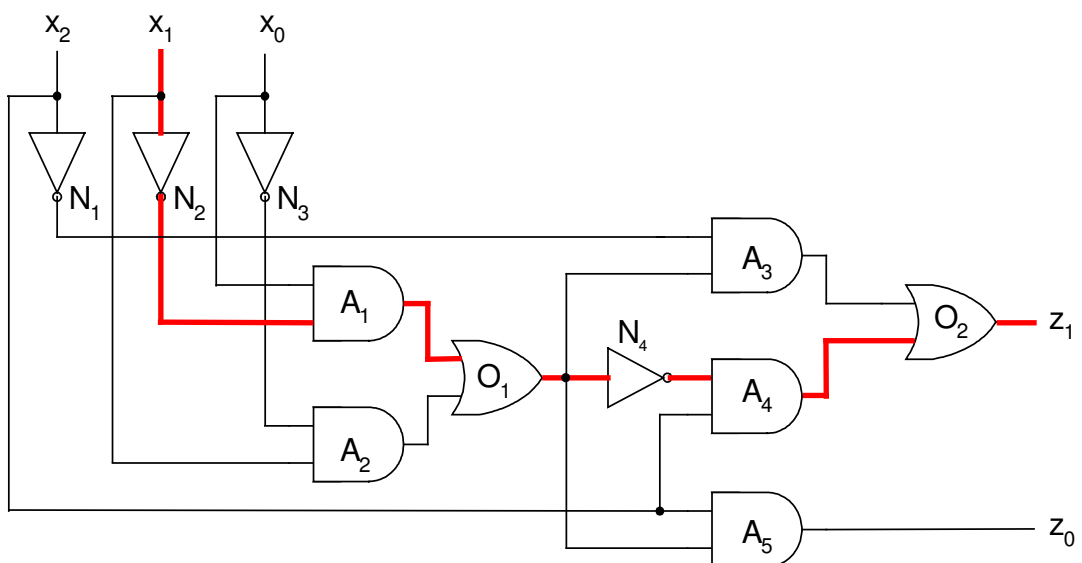 x₂ x₁ x₀
N₁ N₂ N₃
A₃
A₁
O₂ z₁
N₄
O₁
A₄
A₂
A₅ z₀